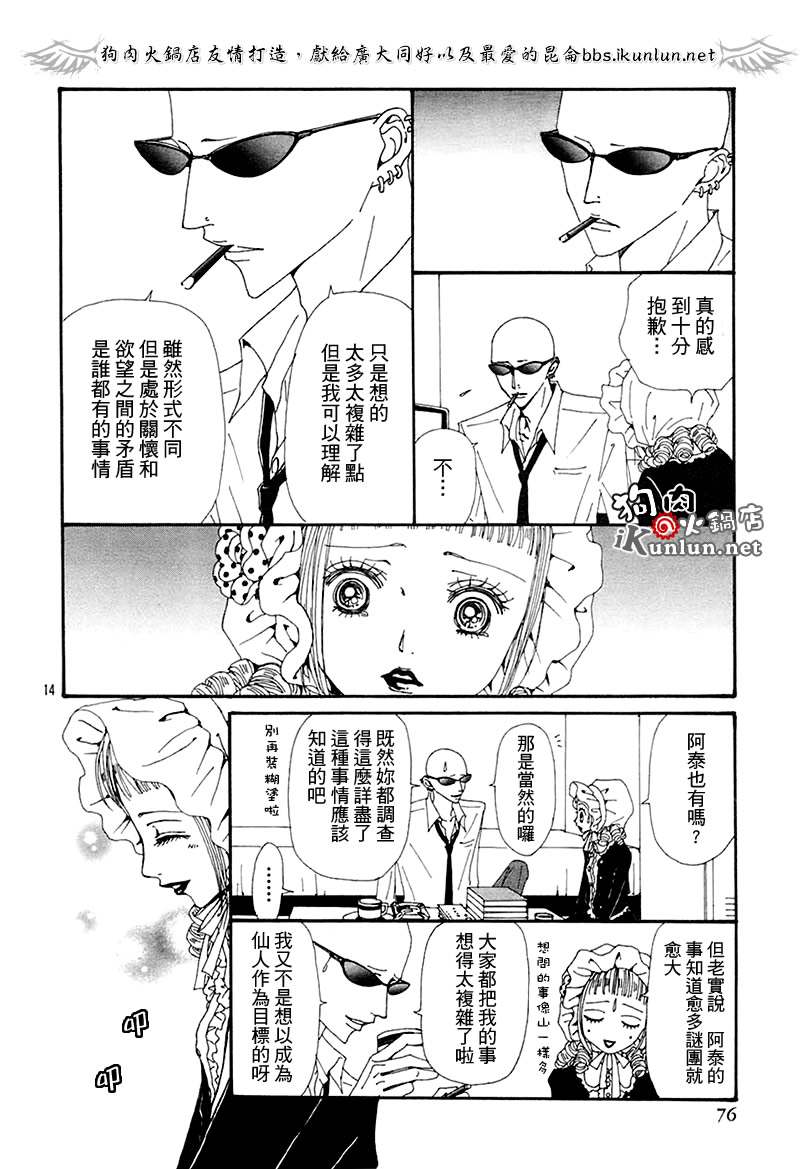 狗肉火鍋店友情打造，獻給廣大同好以及最愛的昆侖bbs.ikunlun.net
真的感
到十分
抱歉…
不…
只是想的
太多太複雜了點
但是我可以理解
雖然形式不同
但是處於關懷和
欲望之間的矛盾
是誰都有的事情
狗肉火鍋店
iKunlun.net
14
阿泰也有嗎？
那是當然的囉
既然妳都調查
得這麼詳盡了
這種事情應該
知道的吧
別再裝糊塗啦
……
但老實說 阿泰的
事知道愈多謎團就
愈大
想問的事像山一樣多
大家都把我的事
想得太複雜了啦
我又不是想以成為
仙人作為目標的呀
76